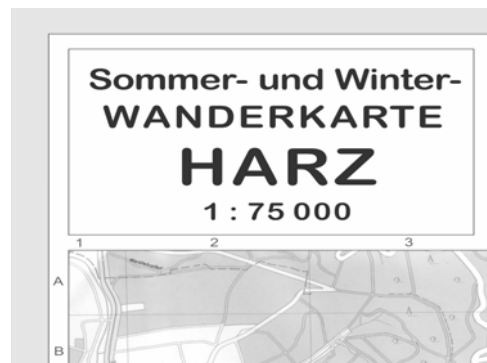 Sommer- und Winter-
WANDERKARTE
HARZ
1 : 75 000
1 2 3
A
B